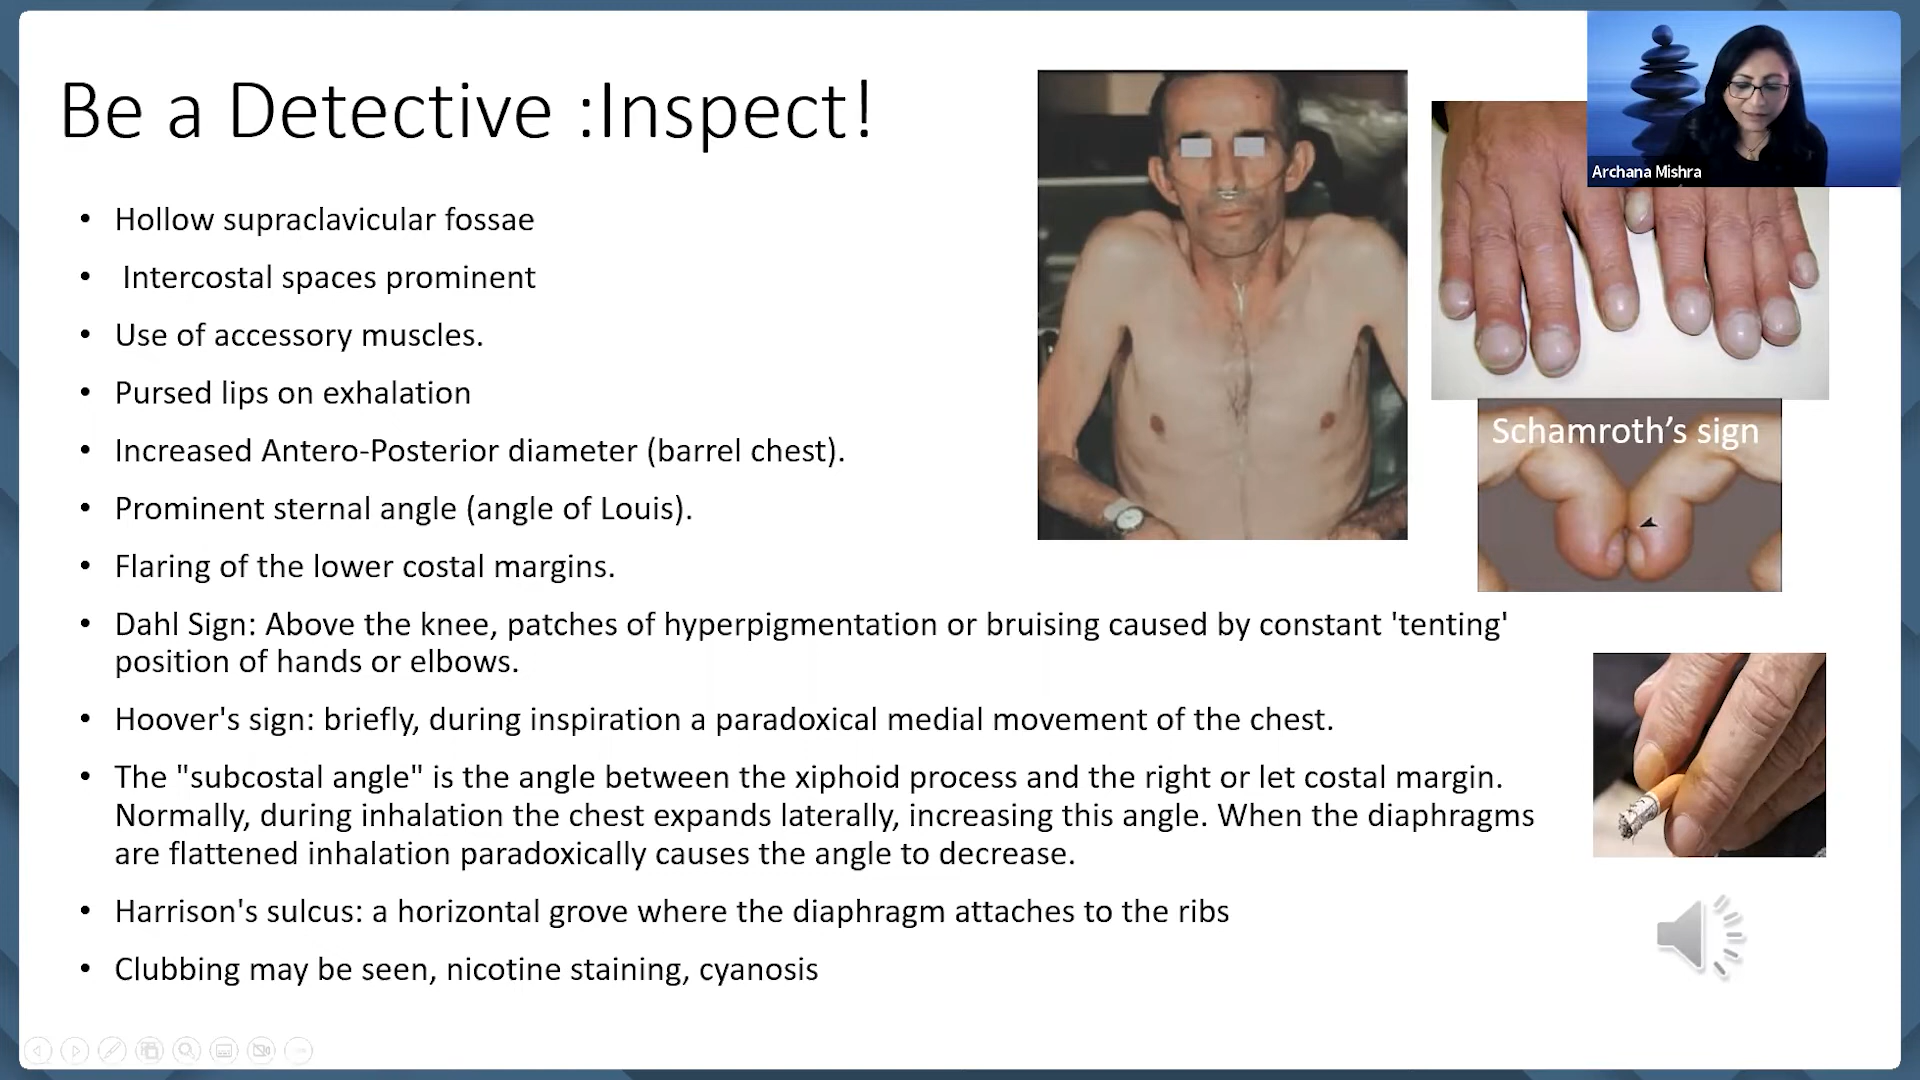 Be a Detective :Inspect!
Archana Mishra
• Hollow supraclavicular fossae
• Intercostal spaces prominent
• Use of accessory muscles.
• Pursed lips on exhalation
Schamroth’s sign
• Increased Antero-Posterior diameter (barrel chest).
• Prominent sternal angle (angle of Louis).
• Flaring of the lower costal margins.
• Dahl Sign: Above the knee, patches of hyperpigmentation or bruising caused by constant 'tenting'
position of hands or elbows.
• Hoover's sign: briefly, during inspiration a paradoxical medial movement of the chest.
• The "subcostal angle" is the angle between the xiphoid process and the right or let costal margin.
Normally, during inhalation the chest expands laterally, increasing this angle. When the diaphragms
are flattened inhalation paradoxically causes the angle to decrease.
• Harrison's sulcus: a horizontal grove where the diaphragm attaches to the ribs
• Clubbing may be seen, nicotine staining, cyanosis